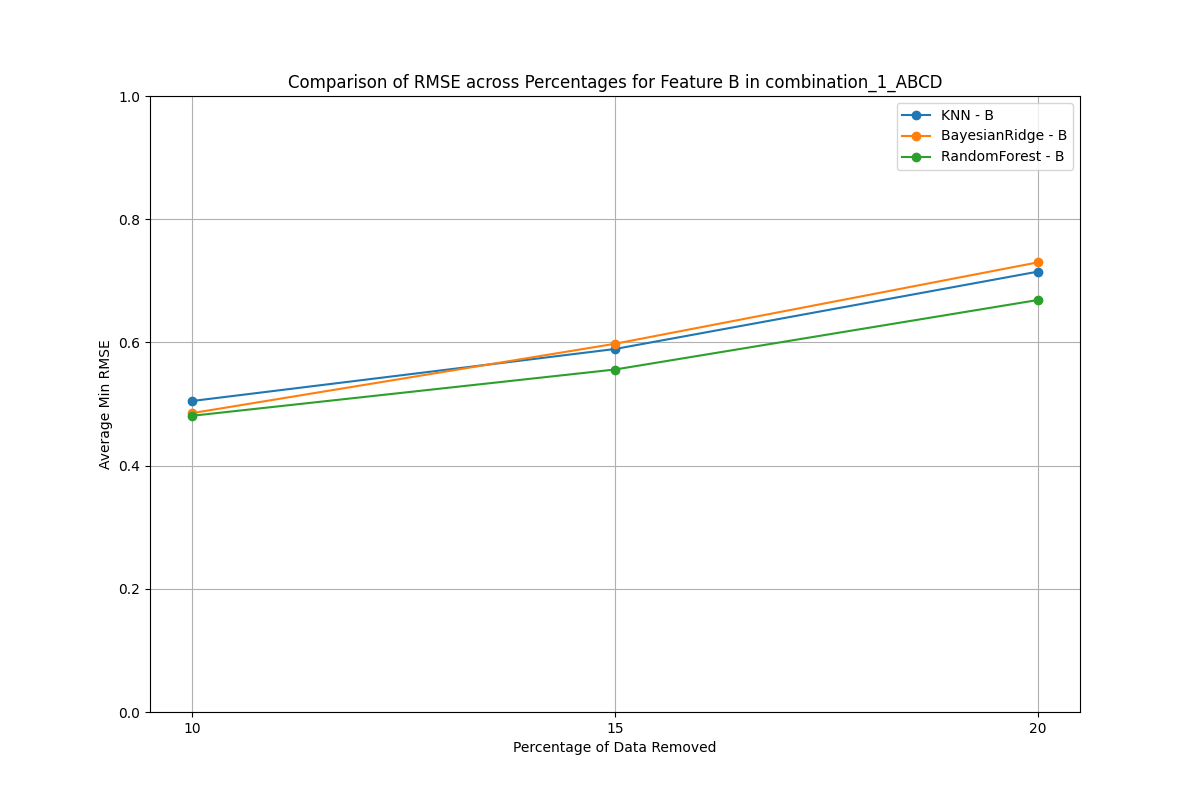 Comparison of RMSE across Percentages for Feature B in combination_1_ABCD
KNN - B
BayesianRidge - B
RandomForest - B
1.0
0.8
0.6
0.4
0.2
0.0
Average Min RMSE
10
15
20
Percentage of Data Removed